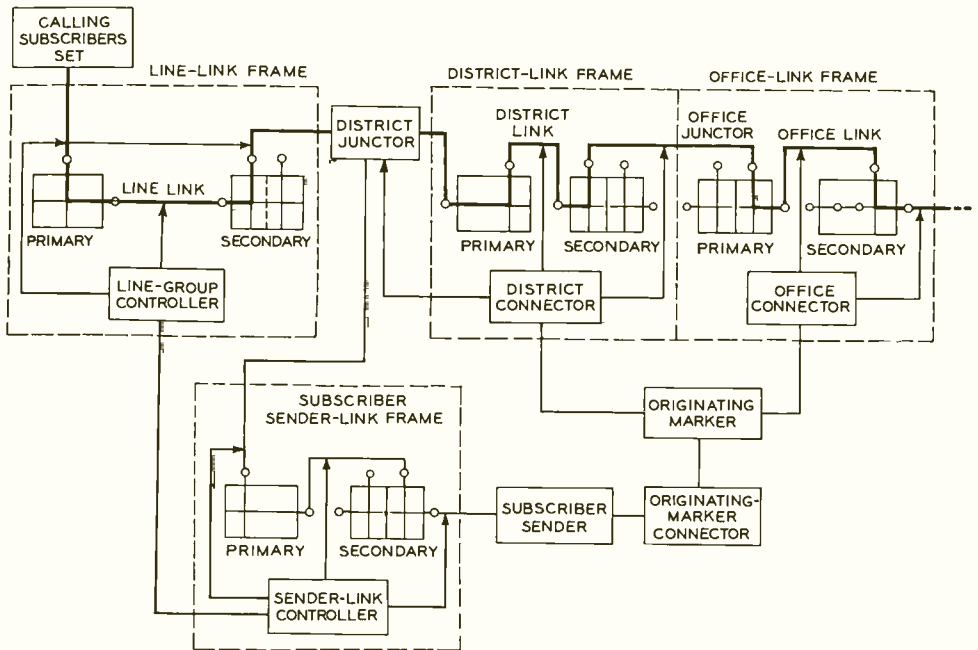 CALLING
SUBSCRIBERS
SET
LINE-LINK FRAME
DISTRICT-LINK FRAME
OFFICE-LINK FRAME
DISTRICT
JUNCTOR
DISTRICT
LINK
OFFICE
JUNCTOR
OFFICE LINK
LINE LINK
PRIMARY
SECONDARY
PRIMARY
SECONDARY
PRIMARY
SECONDARY
LINE-GROUP
CONTROLLER
DISTRICT
CONNECTOR
OFFICE
CONNECTOR
SUBSCRIBER
SENDER-LINK FRAME
ORIGINATING
MARKER
PRIMARY
SECONDARY
SUBSCRIBER
SENDER
ORIGINATING-
MARKER
CONNECTOR
SENDER-LINK
CONTROLLER